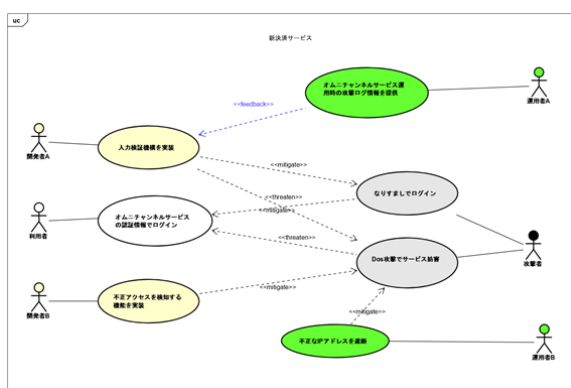 uc
新決済サービス
オムニチャンネルサービス運
用時の攻撃ログ情報を提供
運用者A
<<feedback>>
開発者A
入力検証機構を実装
<<mitigate>>
なりすましでログイン
<<threaten>>
<<mitigate>>
オムニチャンネルサービス
の認証情報でログイン
利用者
<<threaten>>
Dos攻撃でサービス妨害
攻撃者
不正アクセスを検知する
機能を実装
開発者B
<<mitigate>>
<<mitigate>>
不正なIPアドレスを遮断
運用者B